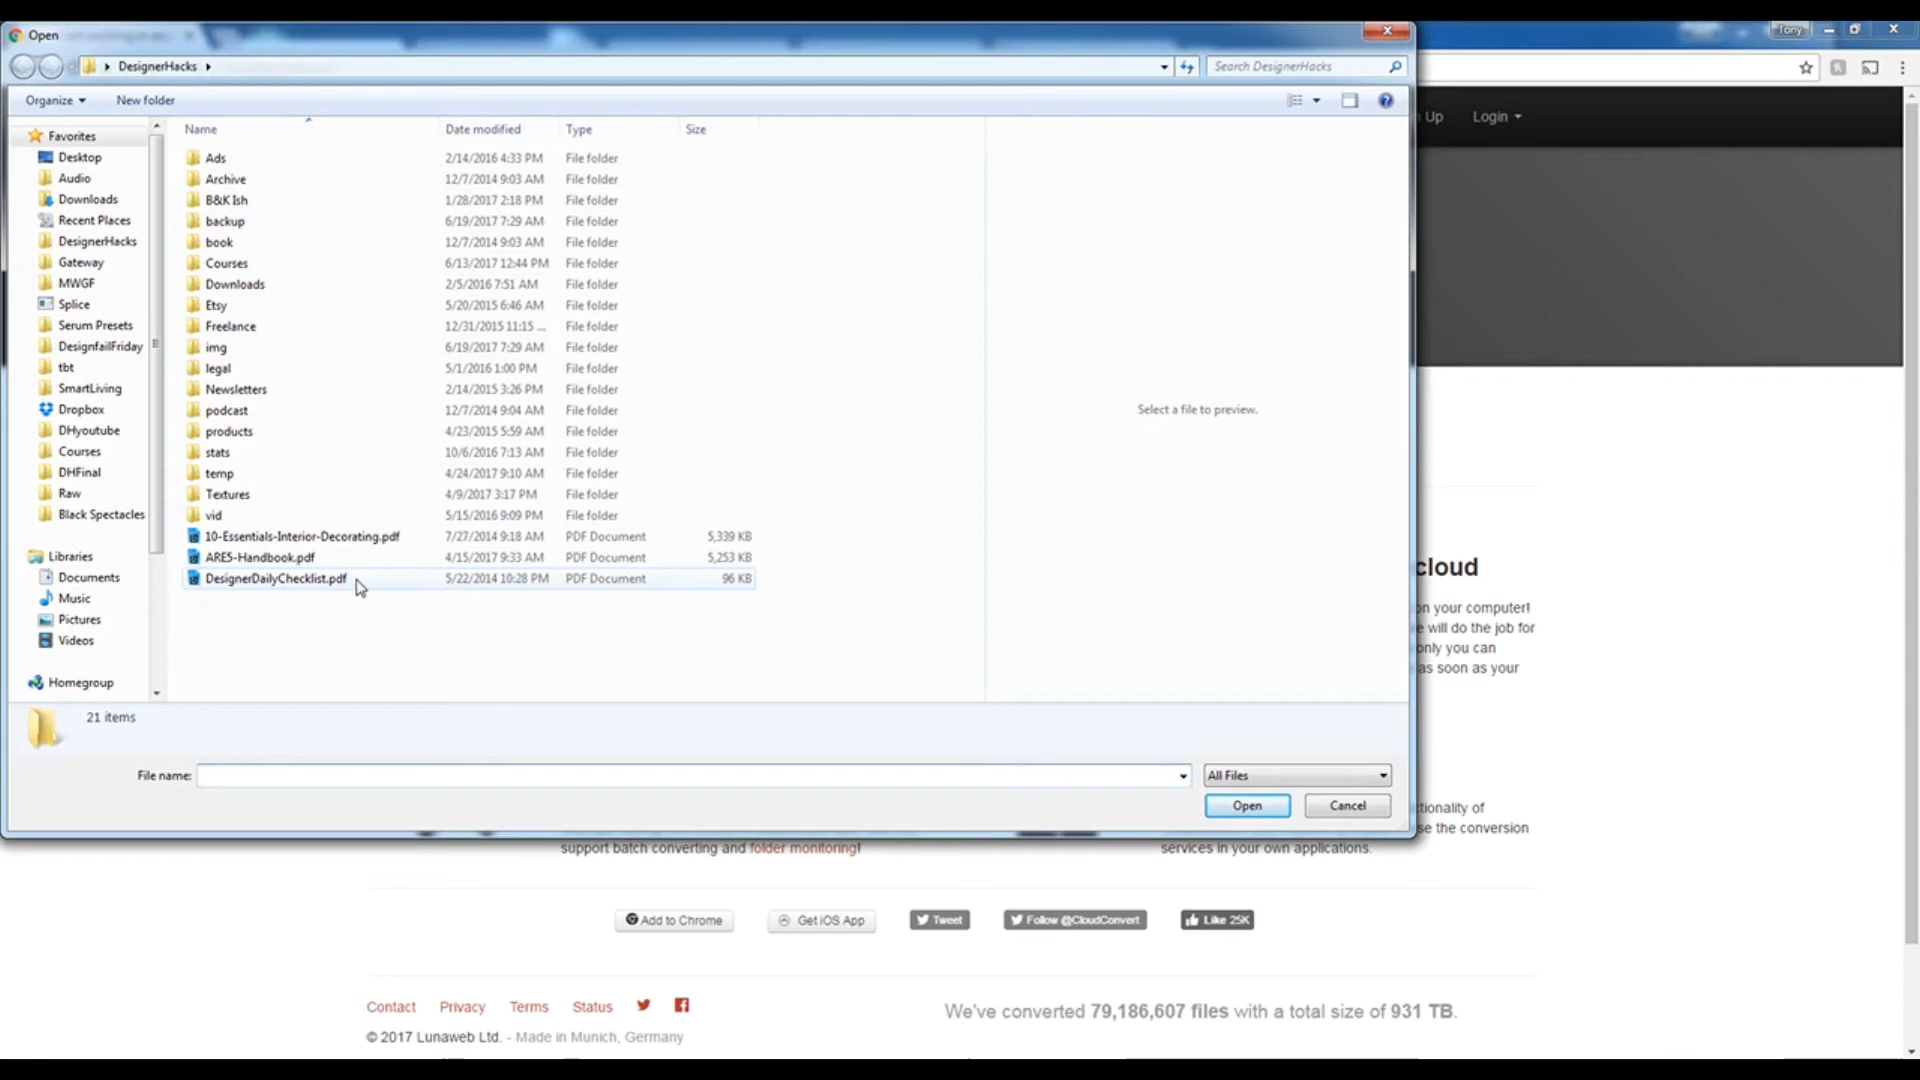 Open
Tony
DesignerHacks
Search DesignerHacks
Organize
New folder
Up
Login
Name
Date modified
Type
Size
Favorites
Desktop
Audio
Downloads
Recent Places
DesignerHacks
Gateway
MWGF
Splice
Serum Presets
DesignfailFriday
tbt
SmartLiving
Dropbox
DHyoutube
Courses
DHFinal
Raw
Black Spectacles
Libraries
Documents
Music
Pictures
Videos
Homegroup
Ads 2/14/2016 4:33 PM File folder
Archive 12/7/2014 9:03 AM File folder
B&K Ish 1/28/2017 2:18 PM File folder
backup 6/19/2017 7:29 AM File folder
book 12/7/2014 9:03 AM File folder
Courses 6/13/2017 12:44 PM File folder
Downloads 2/5/2016 7:51 AM File folder
Etsy 5/20/2015 6:46 AM File folder
Freelance 12/31/2015 11:15 ... File folder
img 6/19/2017 7:29 AM File folder
legal 5/1/2016 1:00 PM File folder
Newsletters 2/14/2015 3:26 PM File folder
podcast 12/7/2014 9:04 AM File folder
products 4/23/2015 5:59 AM File folder
stats 10/6/2016 7:13 AM File folder
temp 4/24/2017 9:10 AM File folder
Textures 4/9/2017 3:17 PM File folder
vid 5/15/2016 9:09 PM File folder
10-Essentials-Interior-Decorating.pdf 7/27/2014 9:18 AM PDF Document 5,339 KB
ARE5-Handbook.pdf 4/15/2017 9:33 AM PDF Document 5,253 KB
DesignerDailyChecklist.pdf 5/22/2014 10:28 PM PDF Document 96 KB
Select a file to preview.
21 items
File name:
All Files
Open
Cancel
cloud
on your computer!
will do the job for
only you can
as soon as your
ctionality of
se the conversion
support batch converting and folder monitoring!
services in your own applications.
Add to Chrome
Get iOS App
Tweet
Follow @CloudConvert
Like 25K
Contact
Privacy
Terms
Status
We've converted 79,186,607 files with a total size of 931 TB.
© 2017 Lunaweb Ltd. - Made in Munich, Germany